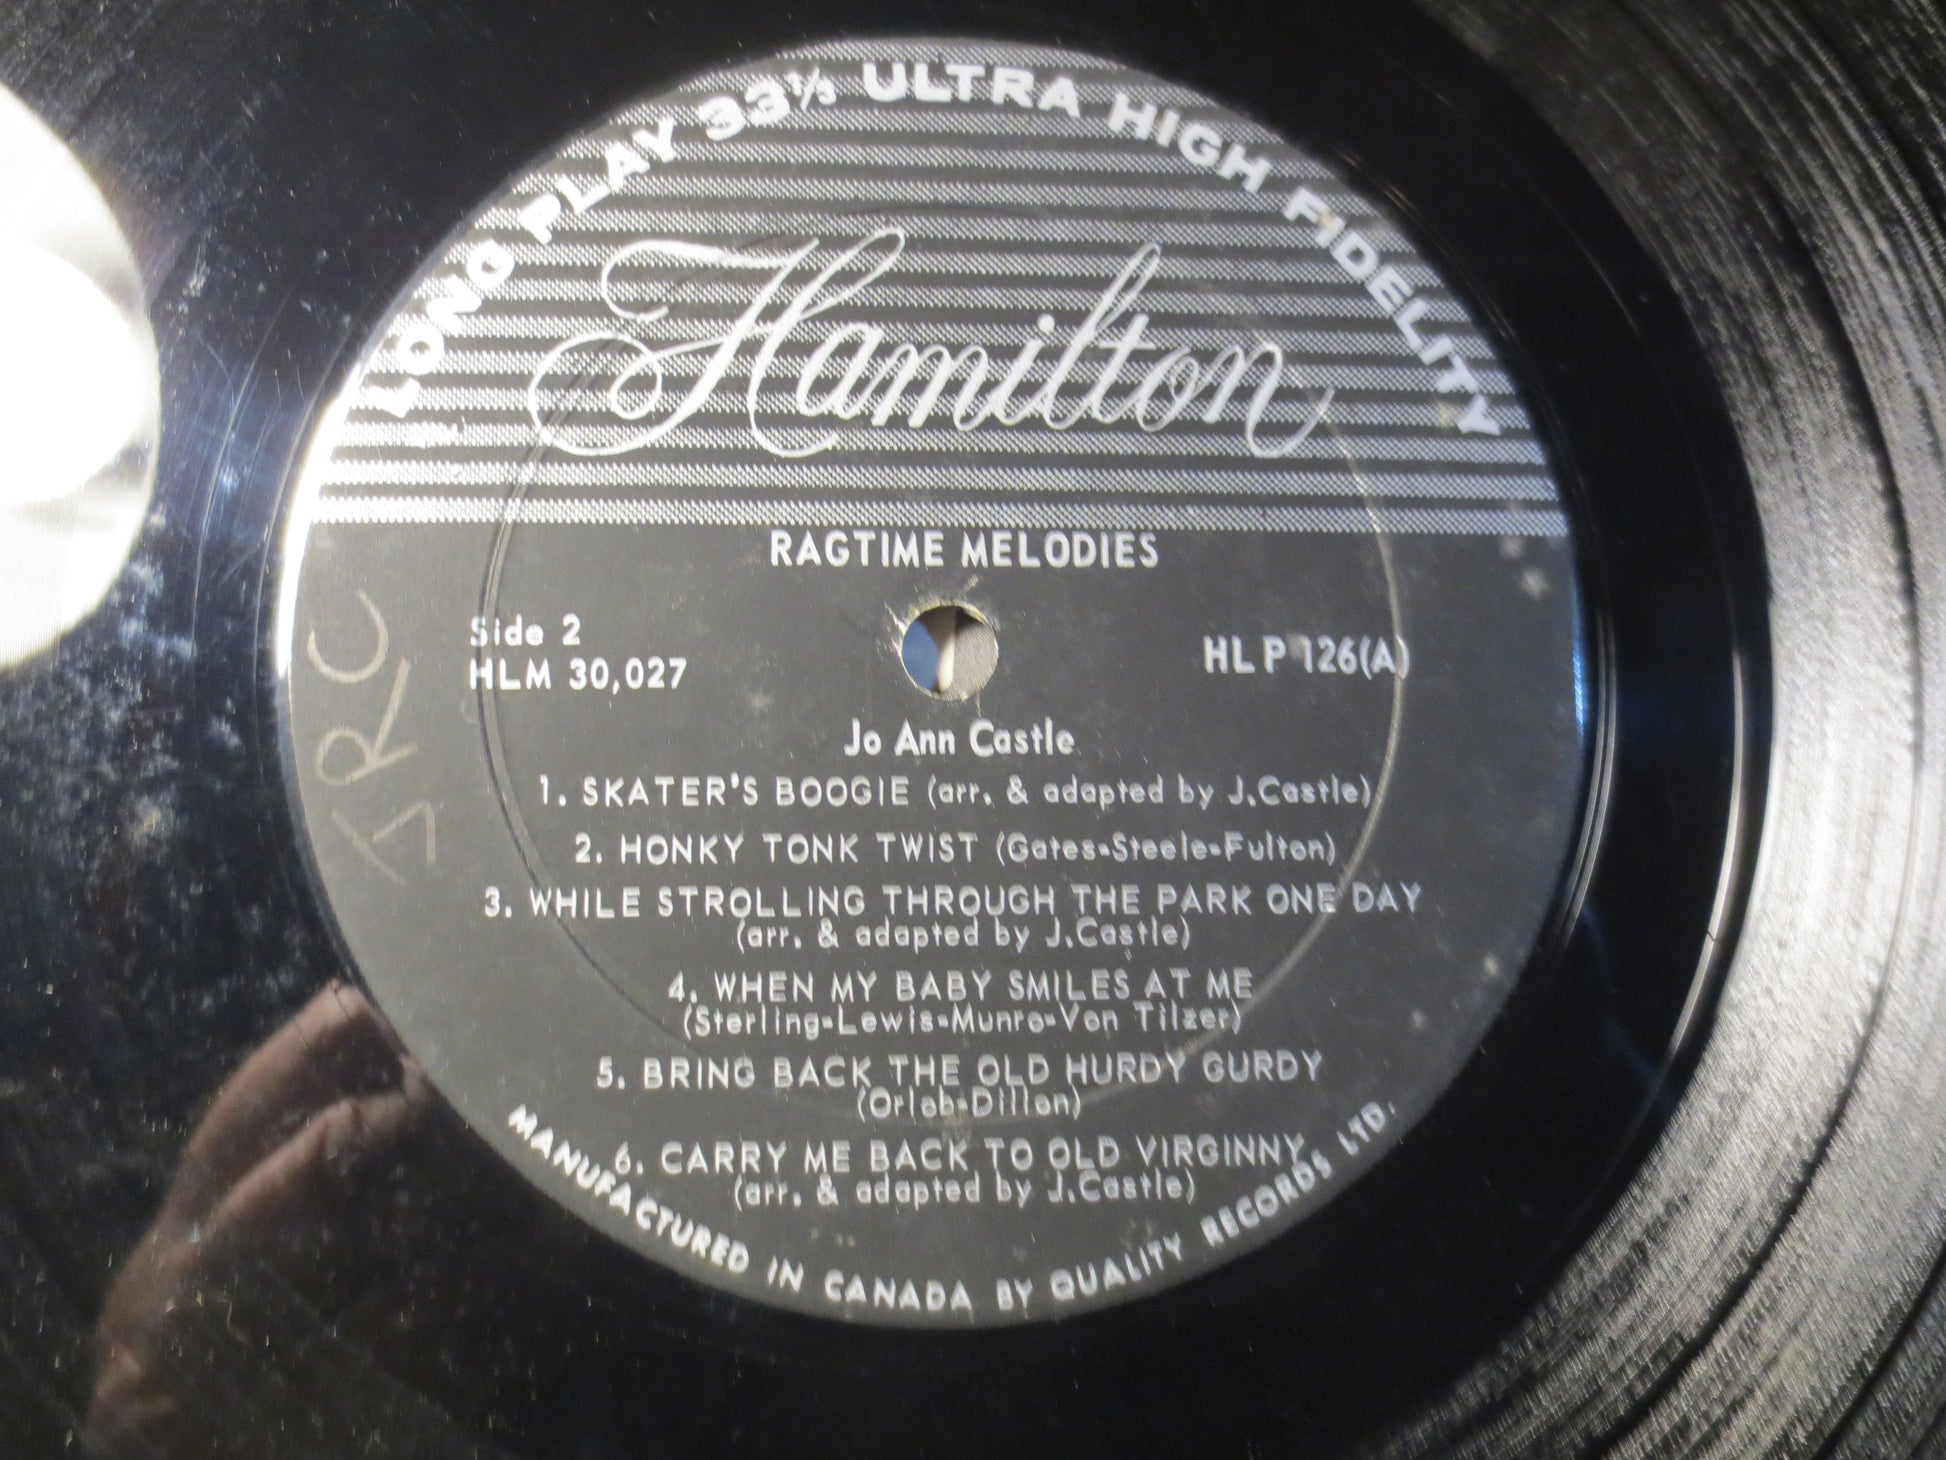 LONG PLAY 33⅓ ULTRA HIGH FIDELITY
Hamilton
RAGTIME MELODIES
Side 2
HLM 30,027
HLP 126(A)
Jo Ann Castle
1. SKATER'S BOOGIE (arr. & adapted by J.Castle)
2. HONKY TONK TWIST (Gates-Steele-Fulton)
3. WHILE STROLLING THROUGH THE PARK ONE DAY
(arr. & adapted by J.Castle)
4. WHEN MY BABY SMILES AT ME
(Sterling-Lewis-Munro-Von Tilzer)
5. BRING BACK THE OLD HURDY GURDY
(Orlob-Dillon)
6. CARRY ME BACK TO OLD VIRGINNY
(arr. & adapted by J.Castle)
MANUFACTURED IN CANADA BY QUALITY RECORDS LTD.
JRC